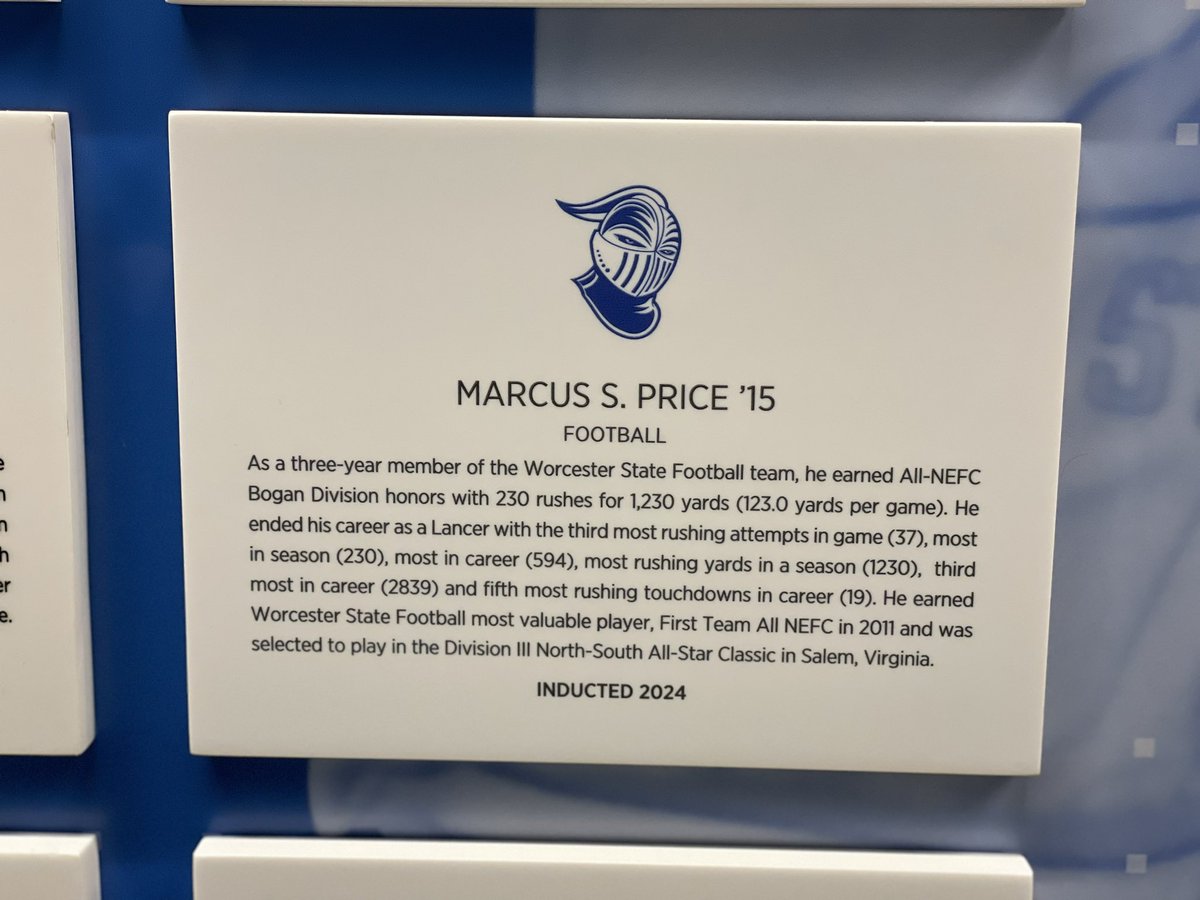 MARCUS S. PRICE ’15
FOOTBALL
As a three-year member of the Worcester State Football team, he earned All-NEFC
Bogan Division honors with 230 rushes for 1,230 yards (123.0 yards per game). He
ended his career as a Lancer with the third most rushing attempts in game (37), most
in season (230), most in career (594), most rushing yards in a season (1230), third
most in career (2839) and fifth most rushing touchdowns in career (19). He earned
Worcester State Football most valuable player, First Team All NEFC in 2011 and was
selected to play in the Division III North-South All-Star Classic in Salem, Virginia.
INDUCTED 2024